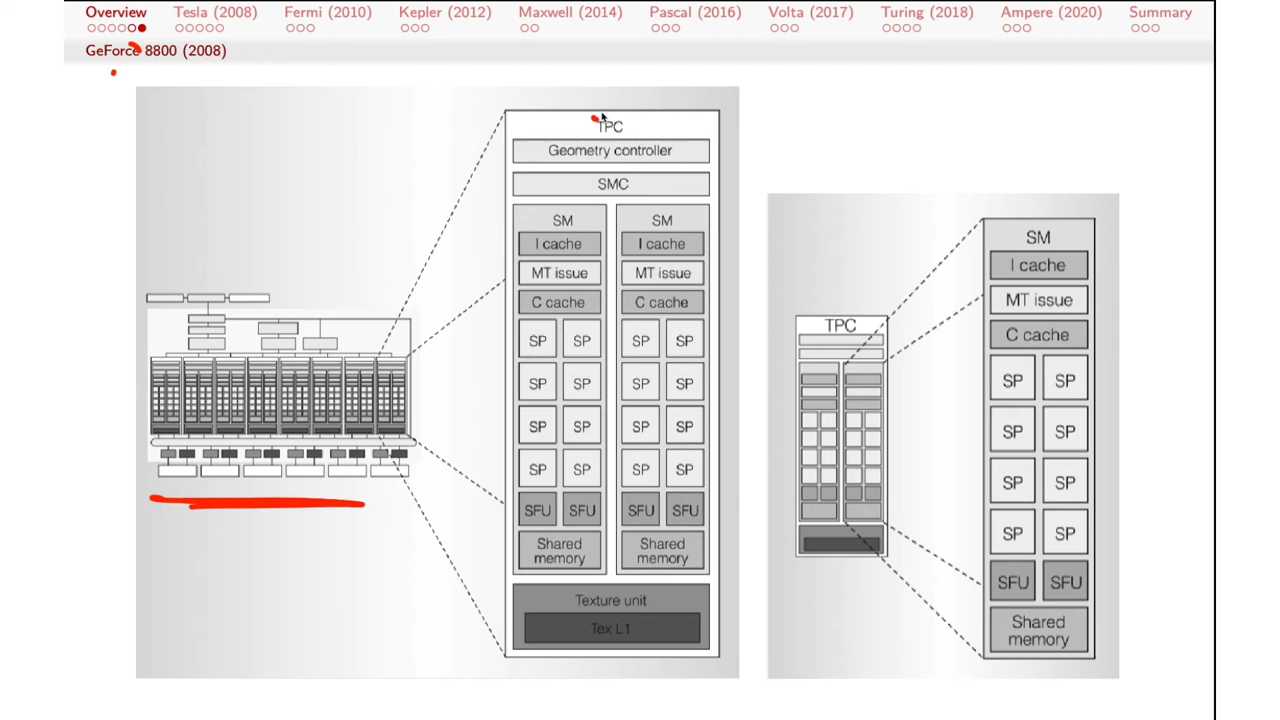 Overview Tesla (2008) Fermi (2010) Kepler (2012) Maxwell (2014) Pascal (2016) Volta (2017) Turing (2018) Ampere (2020) Summary
GeForce 8800 (2008)
TPC
Geometry controller
SMC
SM SM
I cache I cache
MT issue MT issue
C cache C cache
SP SP SP SP
SP SP SP SP
SP SP SP SP
SP SP SP SP
SFU SFU SFU SFU
Shared Shared
memory memory
Texture unit
Tex L1
TPC
SM
I cache
MT issue
C cache
SP SP
SP SP
SP SP
SP SP
SFU SFU
Shared
memory